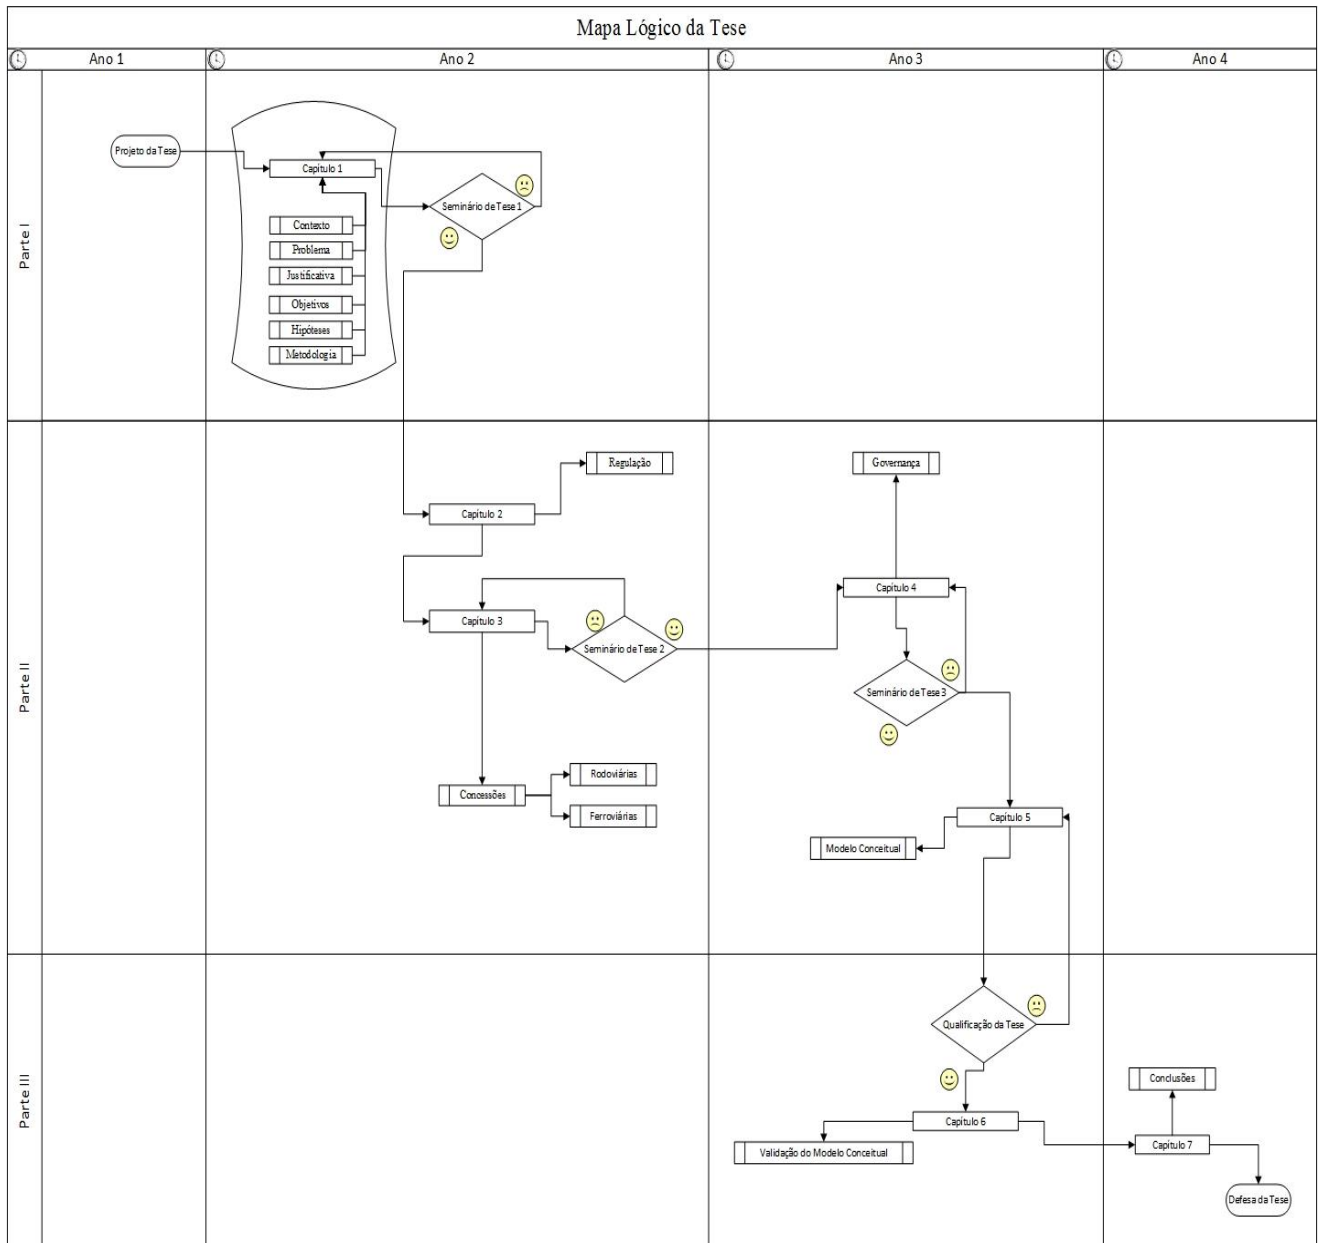 Mapa Lógico da Tese
Ano 1
Ano 2
Ano 3
Ano 4
Parte I
Projeto da Tese
Capitulo 1
Seminário de Tese 1
Contexto
Problema
Justificativa
Objetivos
Hipóteses
Metodologia
Parte II
Regulação
Capítulo 2
Capítulo 3
Seminário de Tese 2
Concessões
Rodoviárias
Ferroviárias
Governança
Capítulo 4
Seminário de Tese 3
Capítulo 5
Modelo Conceitual
Parte III
Qualificação da Tese
Capítulo 6
Validação do Modelo Conceitual
Conclusões
Capítulo 7
Defesa da Tese